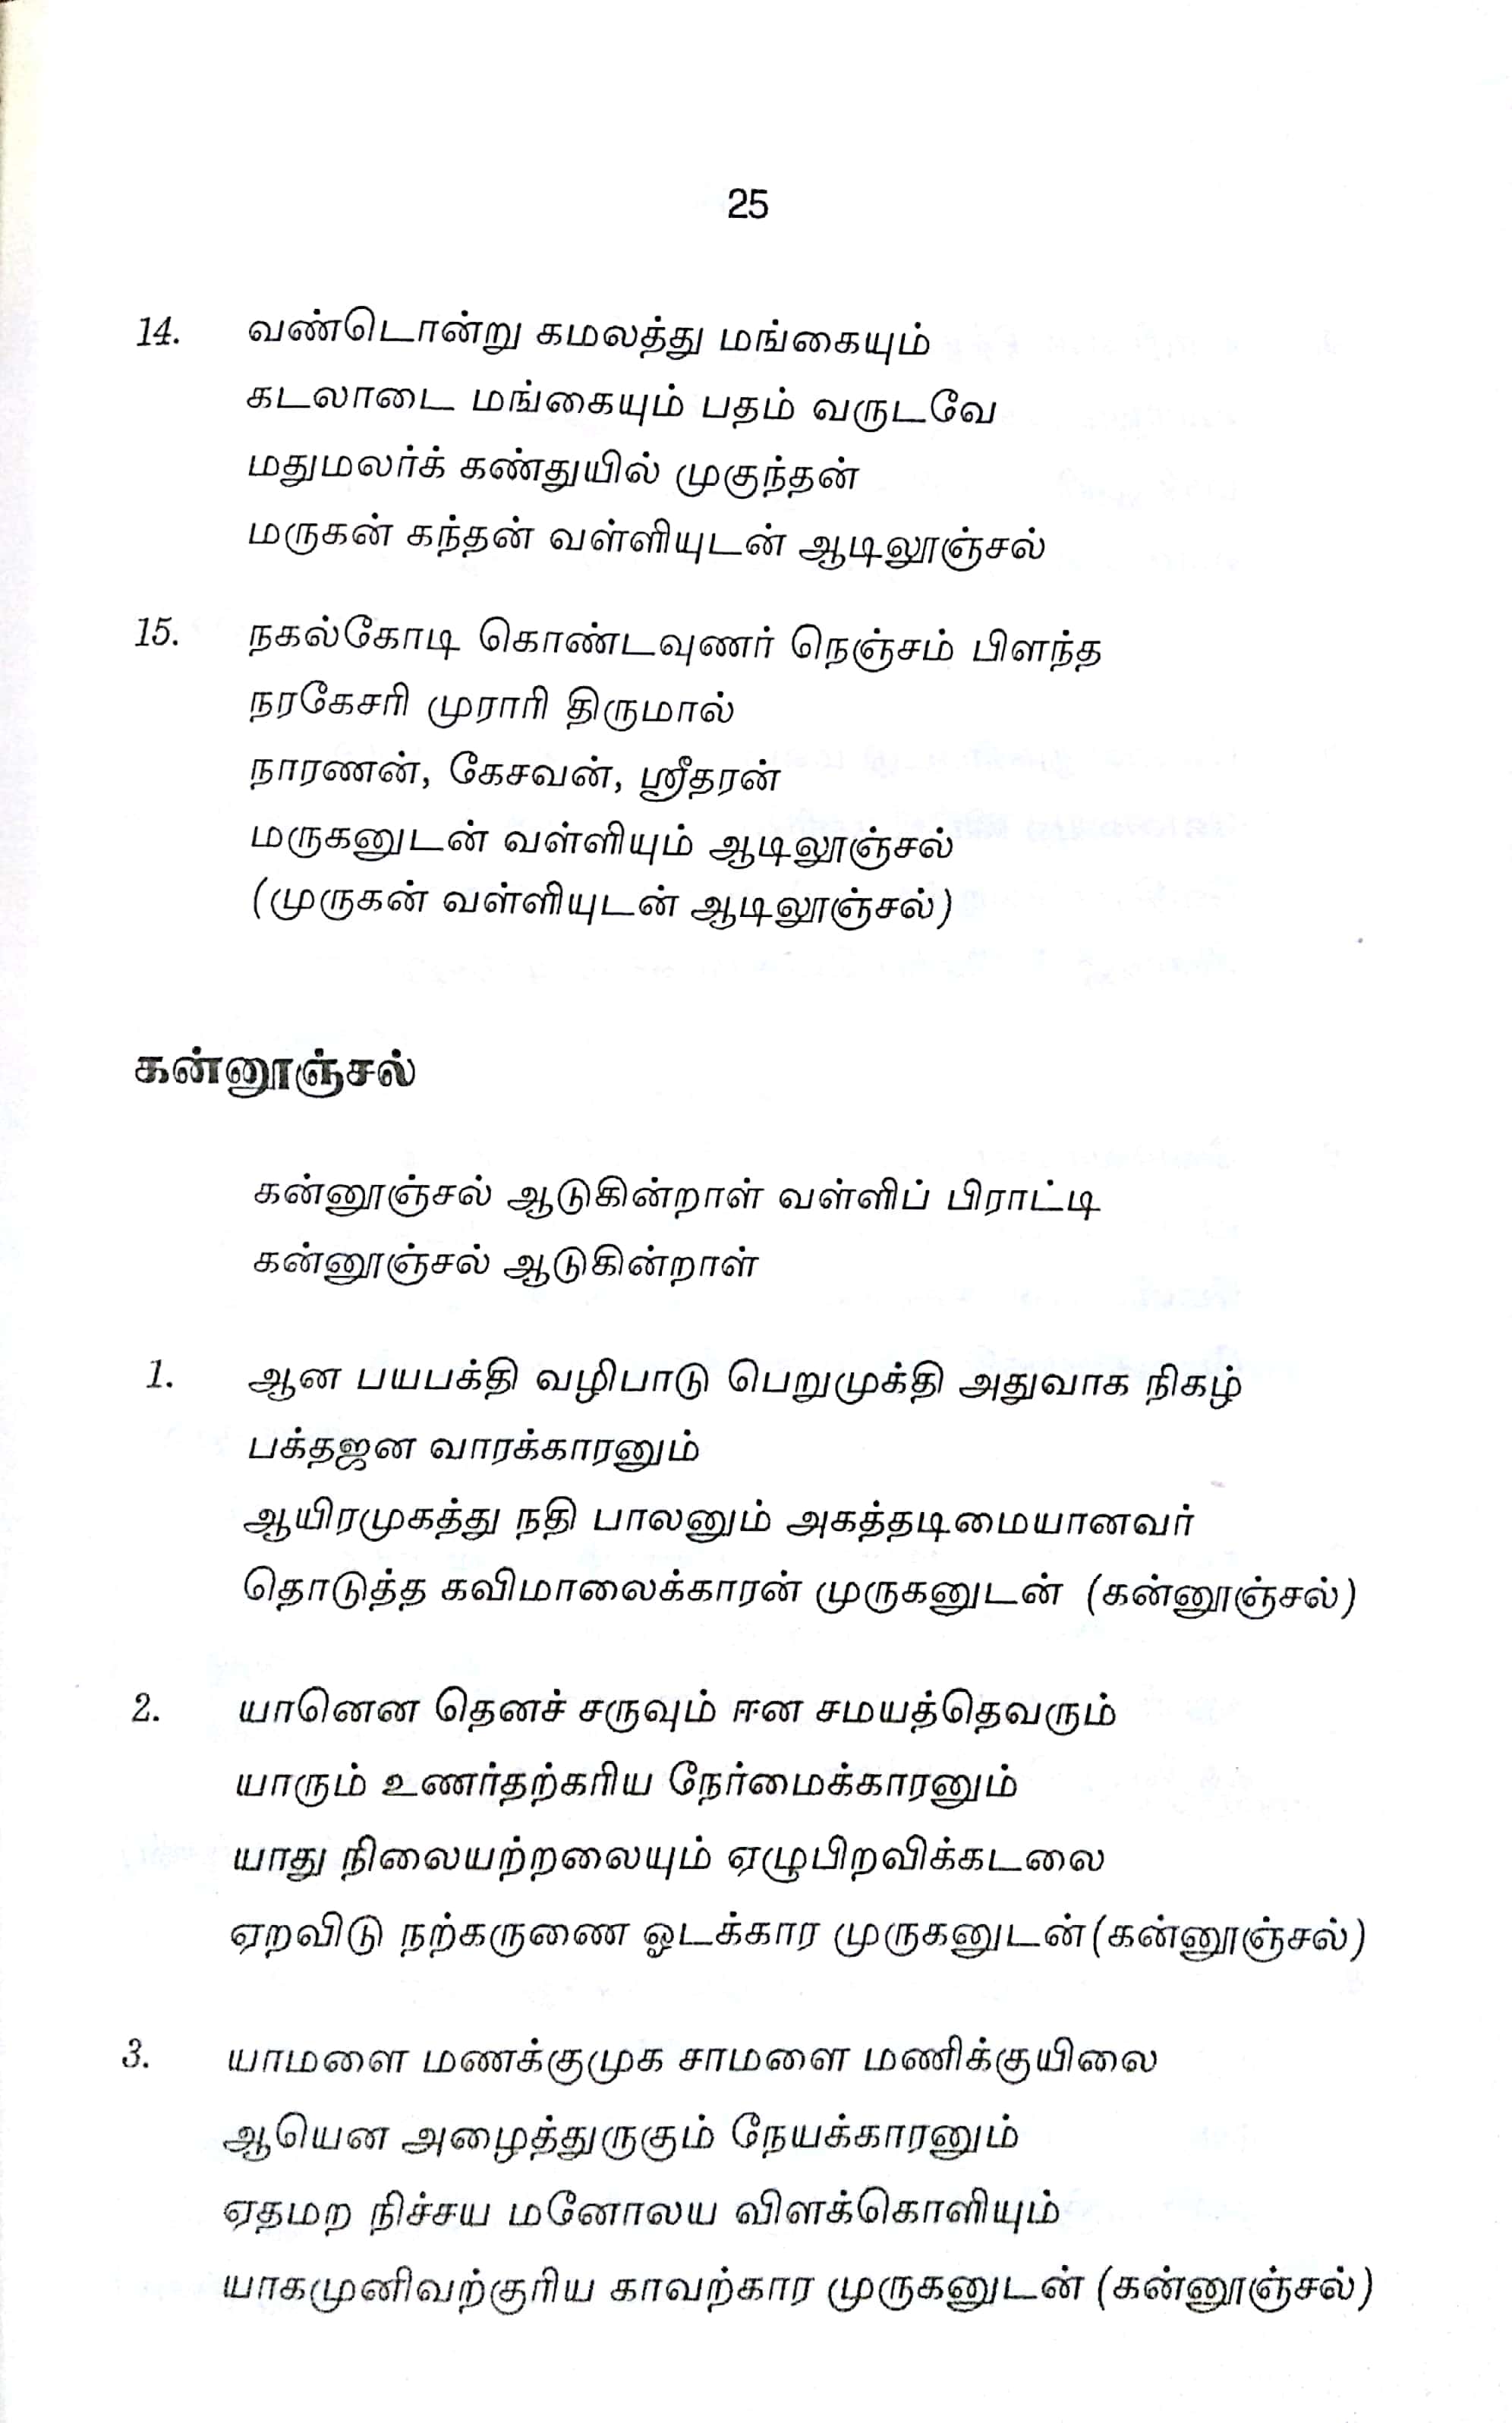 25
14. வண்டொன்று கமலத்து மங்கையும்
கடலாடை மங்கையும் பதம் வருடவே
மதுமலர்க் கண்துயில் முகுந்தன்
மருகன் கந்தன் வள்ளியுடன் ஆடிலூஞ்சல்
15. நகல்கோடி கொண்டவுணர் நெஞ்சம் பிளந்த
நரகேசரி முராரி திருமால்
நாரணன், கேசவன், ஸ்ரீதரன்
மருகனுடன் வள்ளியும் ஆடிலூஞ்சல்
(முருகன் வள்ளியுடன் ஆடிலூஞ்சல்)
கன்னூஞ்சல்
கன்னூஞ்சல் ஆடுகின்றாள் வள்ளிப் பிராட்டி
கன்னூஞ்சல் ஆடுகின்றாள்
1. ஆன பயபக்தி வழிபாடு பெறுமுக்தி அதுவாக நிகழ்
பக்தஜன வாரக்காரனும்
ஆயிரமுகத்து நதி பாலனும் அகத்தடிமையானவர்
தொடுத்த கவிமாலைக்காரன் முருகனுடன் (கன்னூஞ்சல்)
2. யானென தெனச் சருவும் ஈன சமயத்தெவரும்
யாரும் உணர்தற்கரிய நேர்மைக்காரனும்
யாது நிலையற்றலையும் ஏழுபிறவிக்கடலை
ஏறவிடு நற்கருணை ஓடக்கார முருகனுடன்(கன்னூஞ்சல்)
3. யாமளை மணக்குமுக சாமளை மணிக்குயிலை
ஆயென அழைத்துருகும் நேயக்காரனும்
ஏதமற நிச்சய மனோலய விளக்கொளியும்
யாகமுனிவற்குரிய காவற்கார முருகனுடன் (கன்னூஞ்சல்)